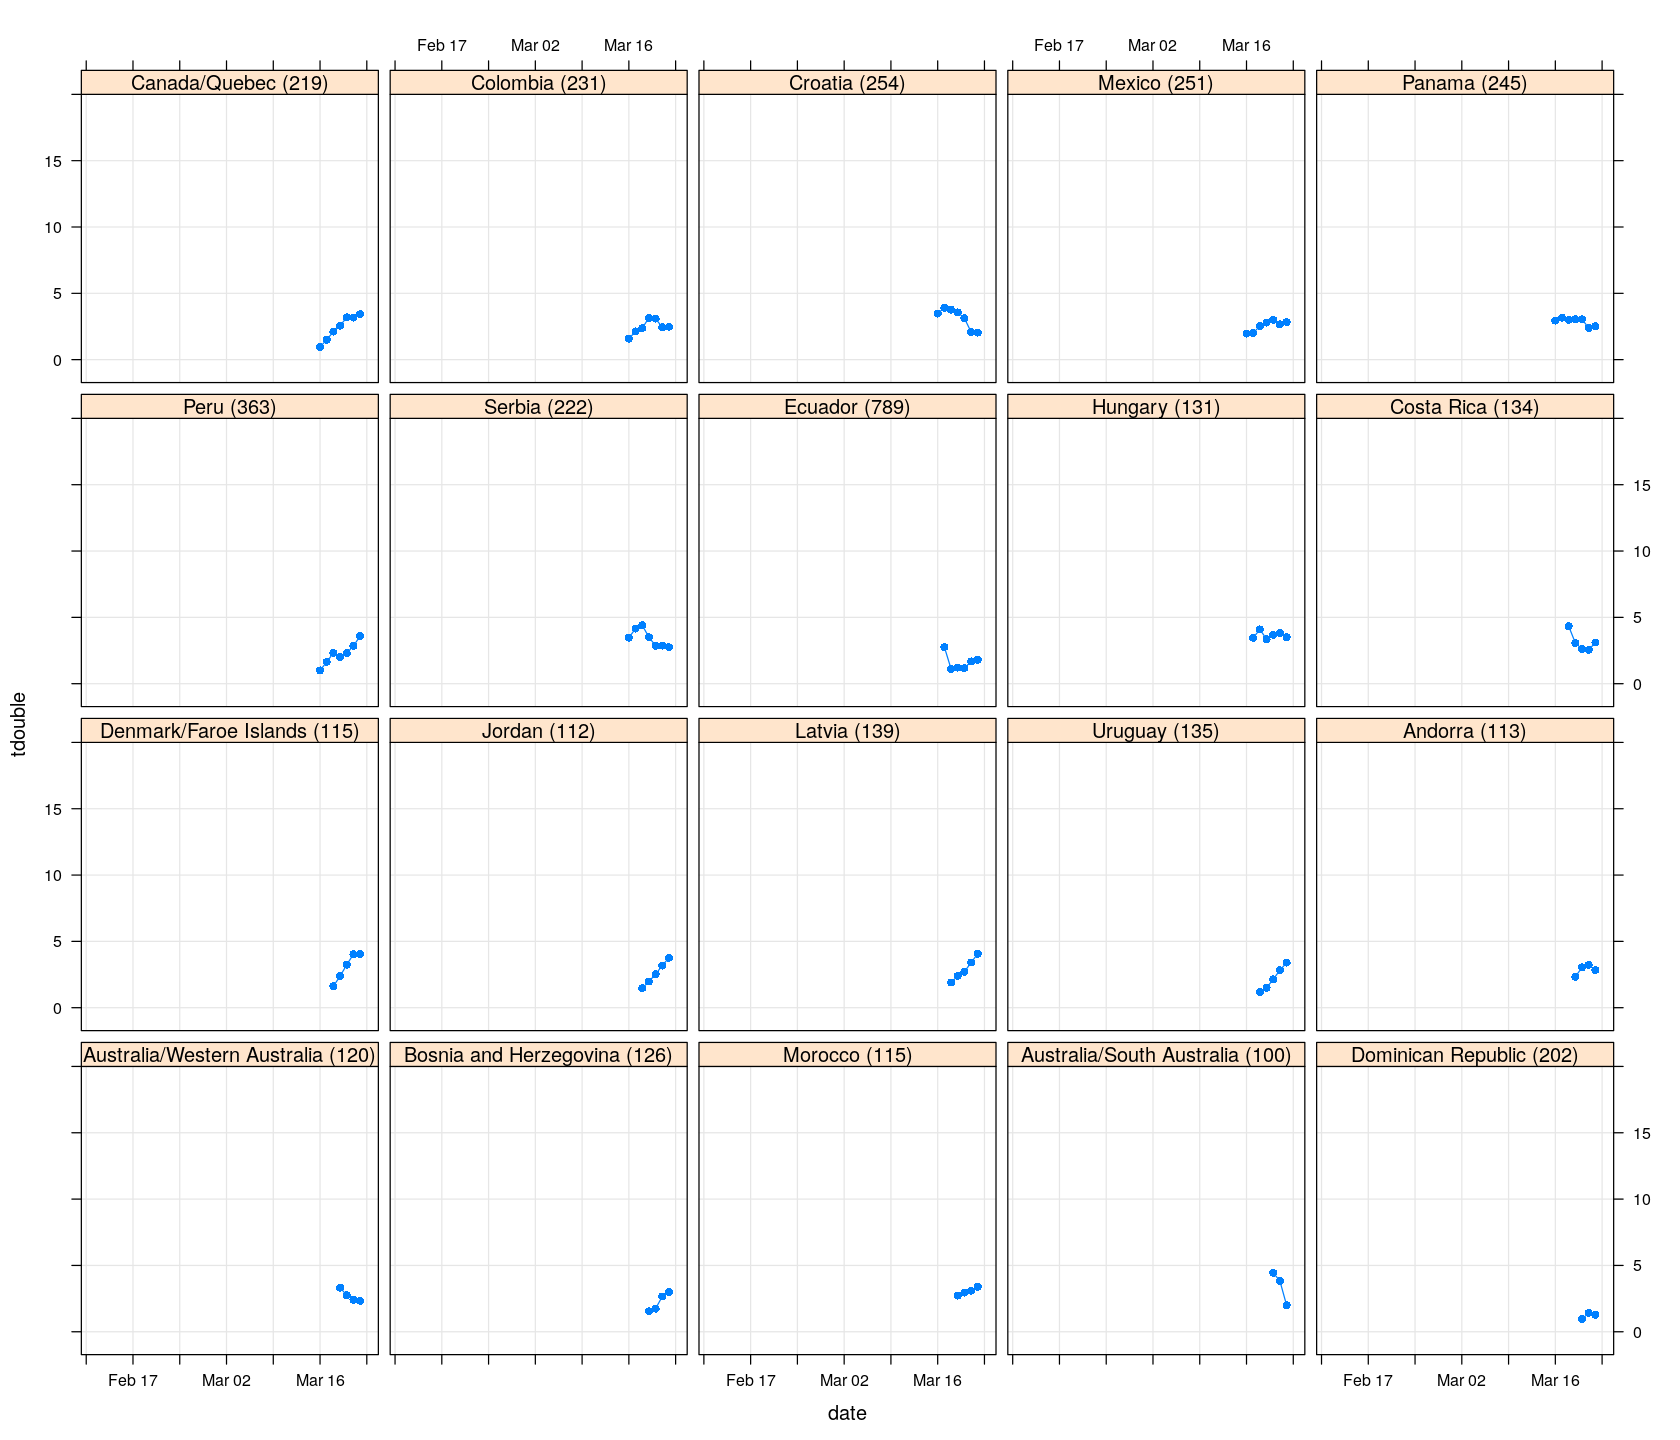 Feb 17 Mar 02 Mar 16 Feb 17 Mar 02 Mar 16
Canada/Quebec (219) Colombia (231) Croatia (254) Mexico (251) Panama (245)
15
10
5
0
Peru (363) Serbia (222) Ecuador (789) Hungary (131) Costa Rica (134)
15
10
5
0
tdouble
Denmark/Faroe Islands (115) Jordan (112) Latvia (139) Uruguay (135) Andorra (113)
15
10
5
0
Australia/Western Australia (120) Bosnia and Herzegovina (126) Morocco (115) Australia/South Australia (100) Dominican Republic (202)
15
10
5
0
Feb 17 Mar 02 Mar 16 Feb 17 Mar 02 Mar 16 Feb 17 Mar 02 Mar 16
date